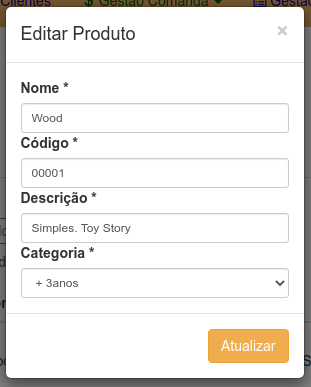 Clientes $ Gestão Comanda Gestão
Editar Produto ×
Nome *
Wood
Código *
00001
Descrição *
Simples. Toy Story
Categoria *
+ 3anos
Atualizar